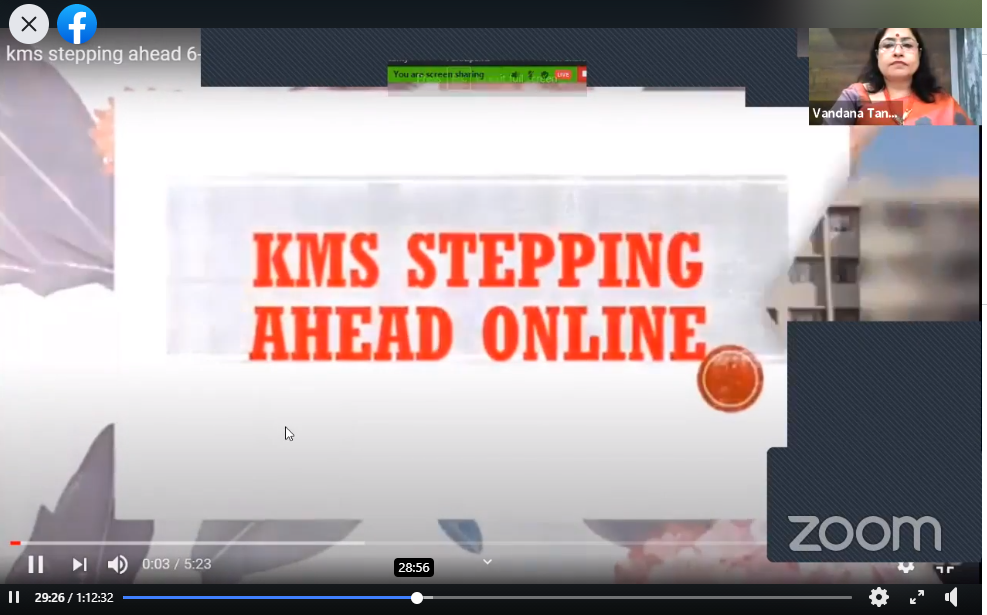 kms stepping ahead 6-
You are screen sharing
LIVE
Vandana Tan...
KMS STEPPING
AHEAD ONLINE
zoom
0:03 / 5:23
28:56
29:26 / 1:12:32